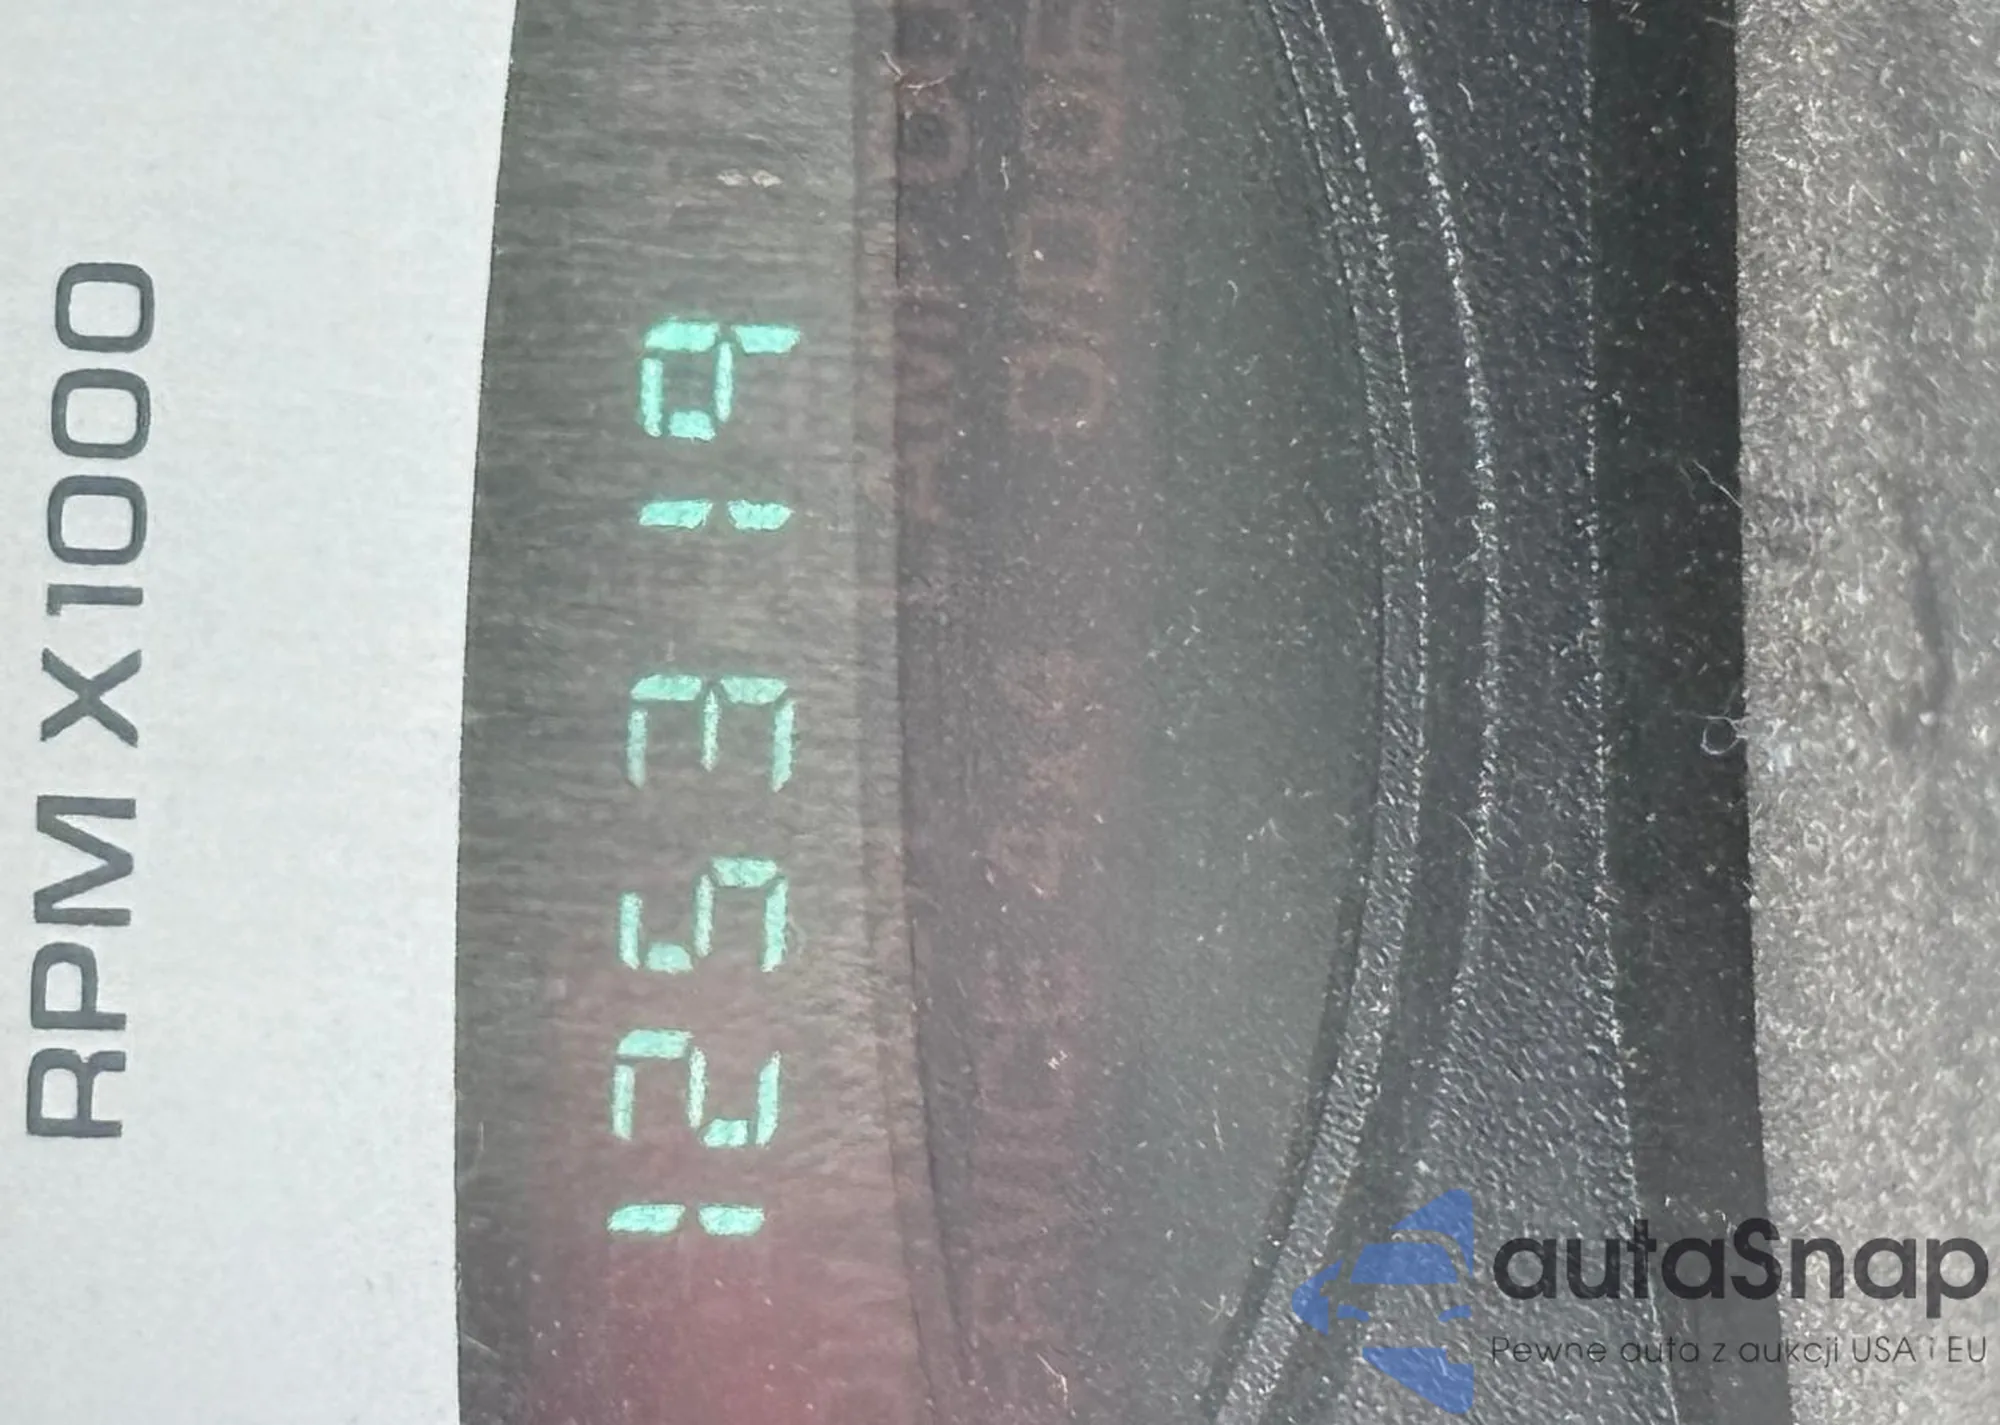 RPM X1000
125319
autaSnap
Pewne auta z aukcji USA i EU